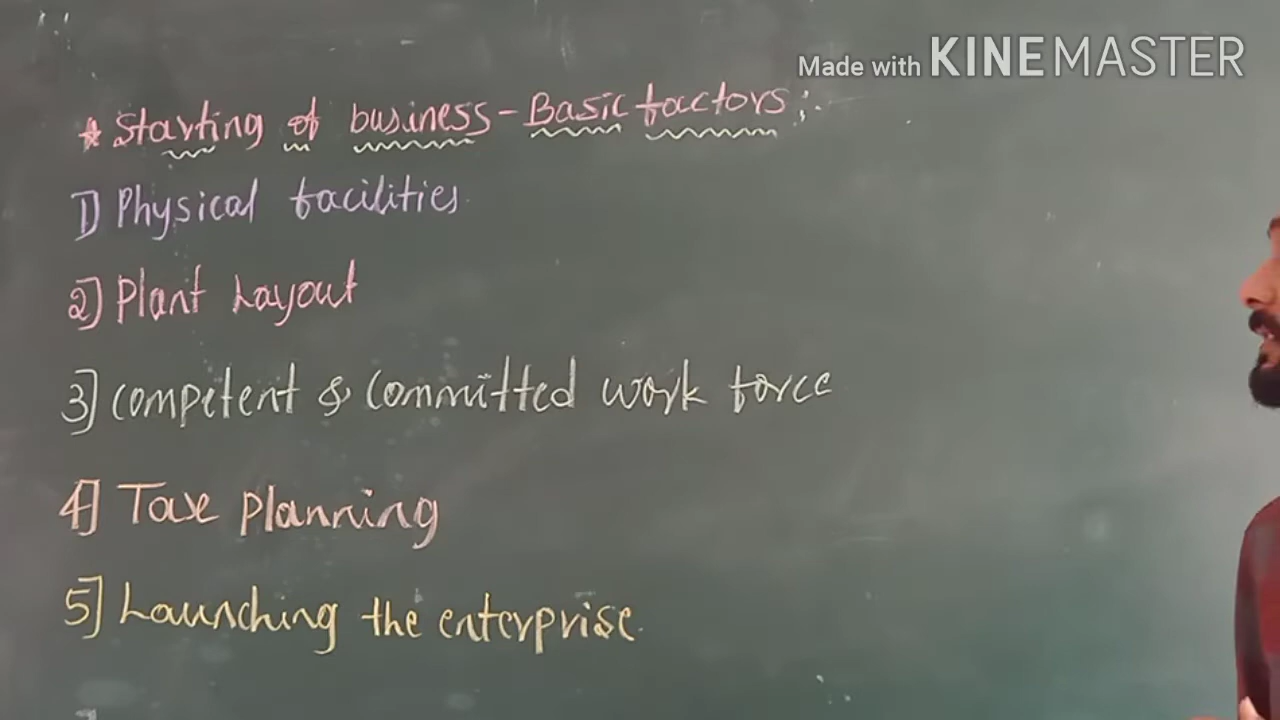 Made with KINEMASTER
* Starting of business - Basic factors :-
1] Physical facilities.
2] Plant Layout
3] Competent & Committed work force
4] Tax planning
5] Launching the enterprise.